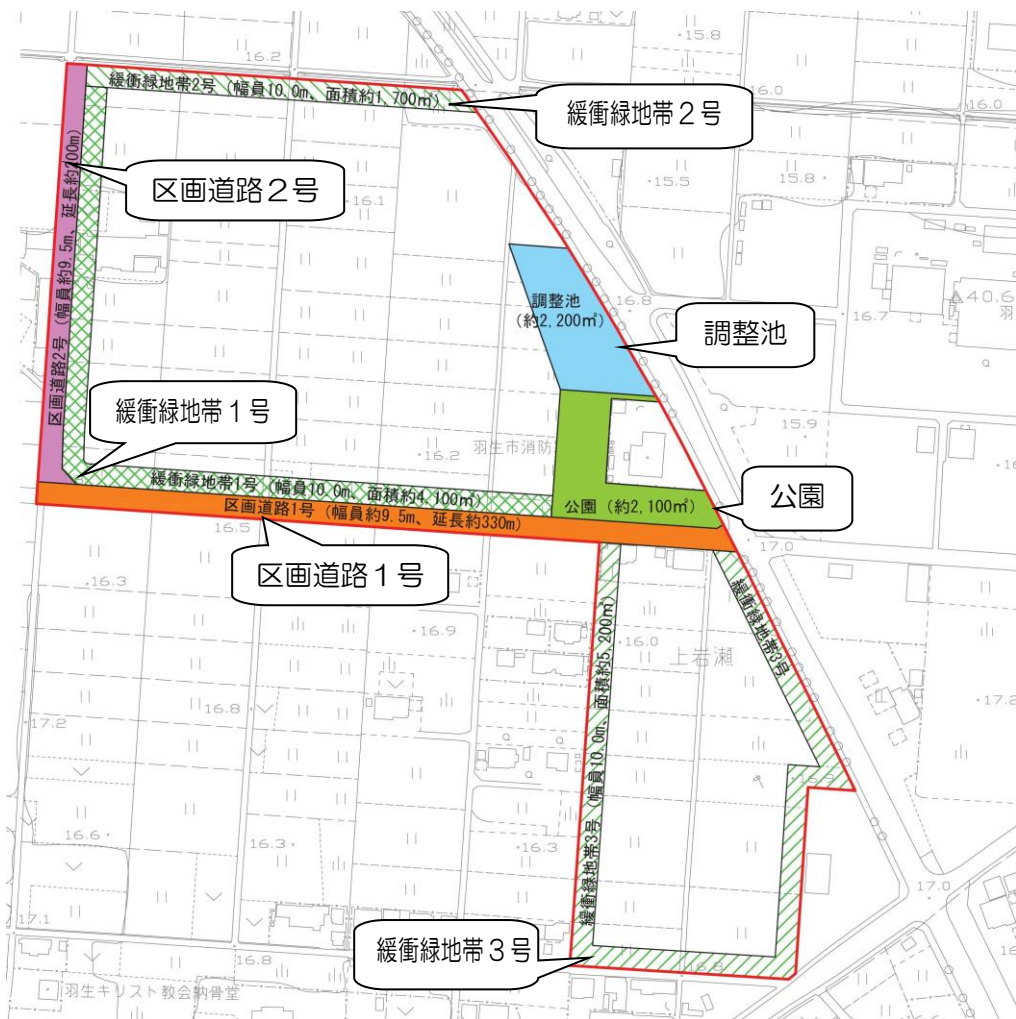 16.2
15.8
緩衝緑地帯2号 (幅員10.0m、面積約1,700㎡)
16.0
16.0
緩衝緑地帯２号
区画道路２号
16.1
15.5
15.8
区画道路2号 (幅員約9.5m、延長約200m)
調整池
(約2,200㎡)
16.8
16.7
40.6
羽
調整池
緩衝緑地帯１号
16.2
羽生市消防
15.9
緩衝緑地帯1号 (幅員10.0m、面積約4,100㎡)
公園 (約2,100㎡)
公園
区画道路1号 (幅員約9.5m、延長約330m)
16.5
17.0
区画道路１号
16.3
16.9
16.0
上岩瀬
緩衝緑地帯3号
緩衝緑地帯3号 (幅員10.0m、面積約5,200㎡)
17.2
16.8
17.2
16.9
16.6
16.3
16.3
17.0
17.1
16.8
緩衝緑地帯３号
16.8
羽生キリスト教会納骨堂